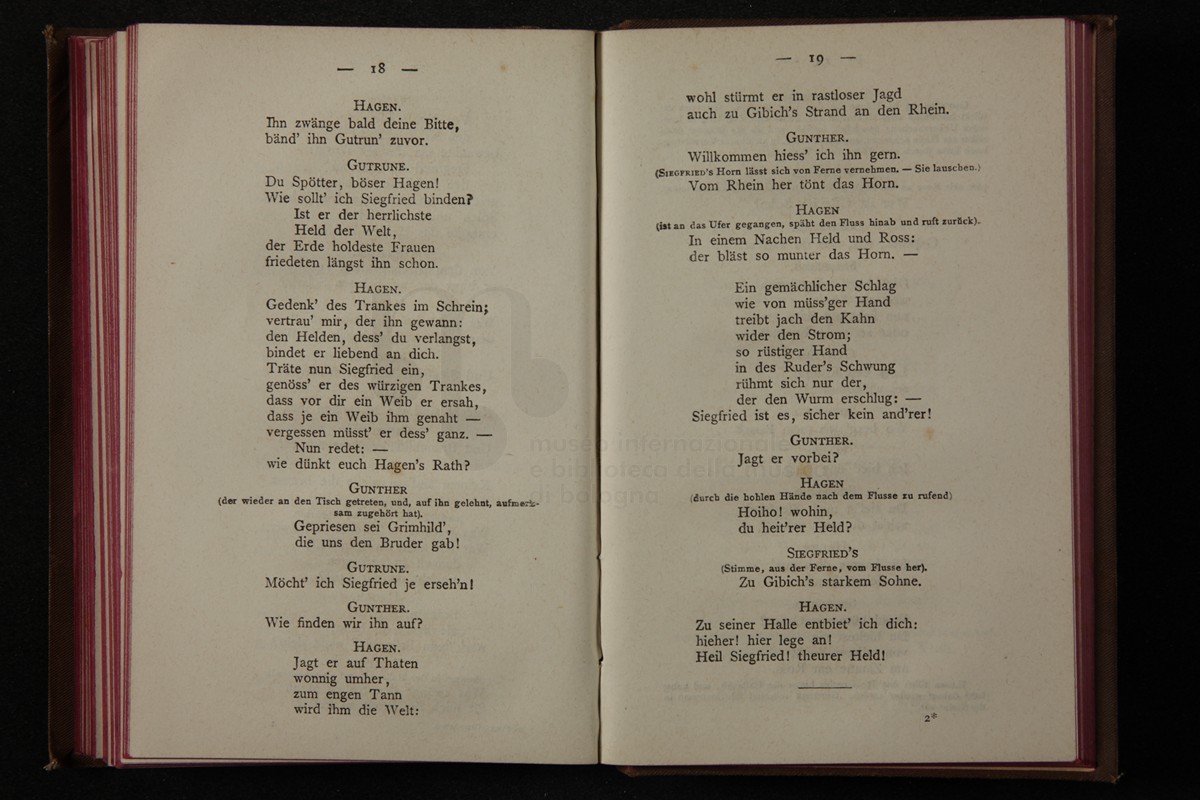 — 18 —
HAGEN.
Ihn zwänge bald deine Bitte,
bänd' ihn Gutrun' zuvor.
GUTRUNE.
Du Spötter, böser Hagen!
Wie sollt' ich Siegfried binden?
Ist er der herrlichste
Held der Welt,
der Erde holdeste Frauen
friedeten längst ihn schon.
HAGEN.
Gedenk' des Trankes im Schrein;
vertrau' mir, der ihn gewann:
den Helden, dess' du verlangst,
bindet er liebend an dich.
Träte nun Siegfried ein,
genöss' er des würzigen Trankes,
dass vor dir ein Weib er ersah,
dass je ein Weib ihm genaht —
vergessen müsst' er dess' ganz. —
Nun redet: —
wie dünkt euch Hagen's Rath?
GUNTHER
(der wieder an den Tisch getreten, und, auf ihn gelehnt, aufmerk-
sam zugehört hat).
Gepriesen sei Grimhild',
die uns den Bruder gab!
GUTRUNE.
Möcht' ich Siegfried je erseh'n!
GUNTHER.
Wie finden wir ihn auf?
HAGEN.
Jagt er auf Thaten
wonnig umher,
zum engen Tann
wird ihm die Welt:
— 19 —
wohl stürmt er in rastloser Jagd
auch zu Gibich's Strand an den Rhein.
GUNTHER.
Willkommen hiess' ich ihn gern.
(SIEGFRIED'S Horn lässt sich von Ferne vernehmen. — Sie lauschen.)
Vom Rhein her tönt das Horn.
HAGEN
(ist an das Ufer gegangen, späht den Fluss hinab und ruft zurück).
In einem Nachen Held und Ross:
der bläst so munter das Horn. —
Ein gemächlicher Schlag
wie von müss'ger Hand
treibt jach den Kahn
wider den Strom;
so rüstiger Hand
in des Ruder's Schwung
rühmt sich nur der,
der den Wurm erschlug: —
Siegfried ist es, sicher kein and'rer!
GUNTHER.
Jagt er vorbei?
HAGEN
(durch die hohlen Hände nach dem Flusse zu rufend)
Hoiho! wohin,
du heit'rer Held?
SIEGFRIED'S
(Stimme, aus der Ferne, vom Flusse her).
Zu Gibich's starkem Sohne.
HAGEN.
Zu seiner Halle entbiet' ich dich:
hieher! hier lege an!
Heil Siegfried! theurer Held!
2*
museo internazionale
e biblioteca della musica
di bologna